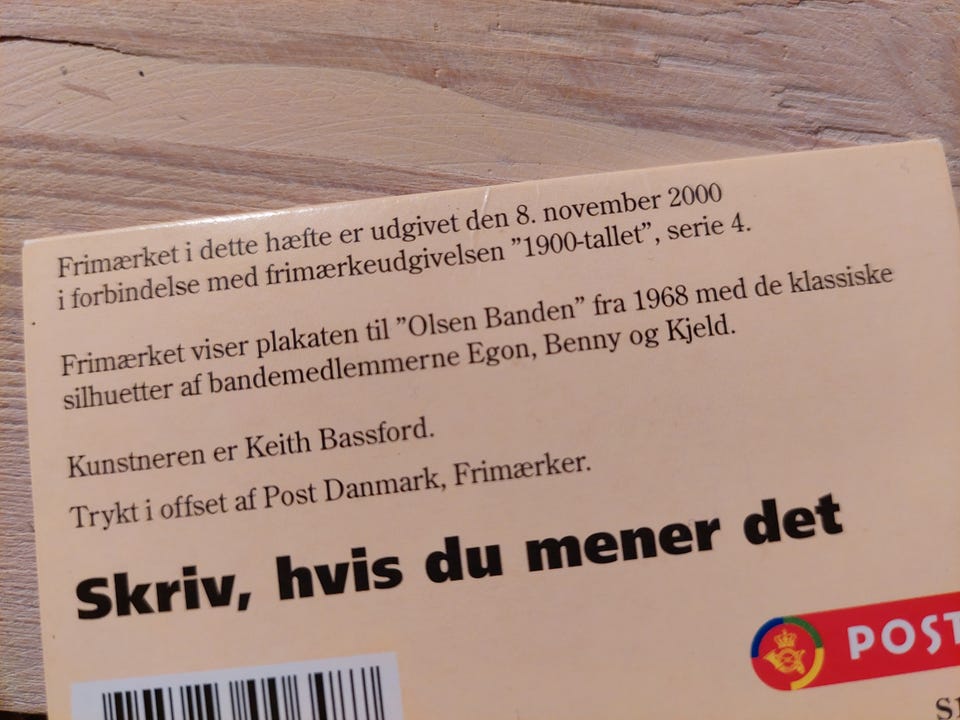 Frimærket i dette hæfte er udgivet den 8. november 2000
i forbindelse med frimærkeudgivelsen ”1900-tallet”, serie 4.
Frimærket viser plakaten til ”Olsen Banden” fra 1968 med de klassiske
silhuetter af bandemedlemmerne Egon, Benny og Kjeld.
Kunstneren er Keith Bassford.
Trykt i offset af Post Danmark, Frimærker.
Skriv, hvis du mener det
POST